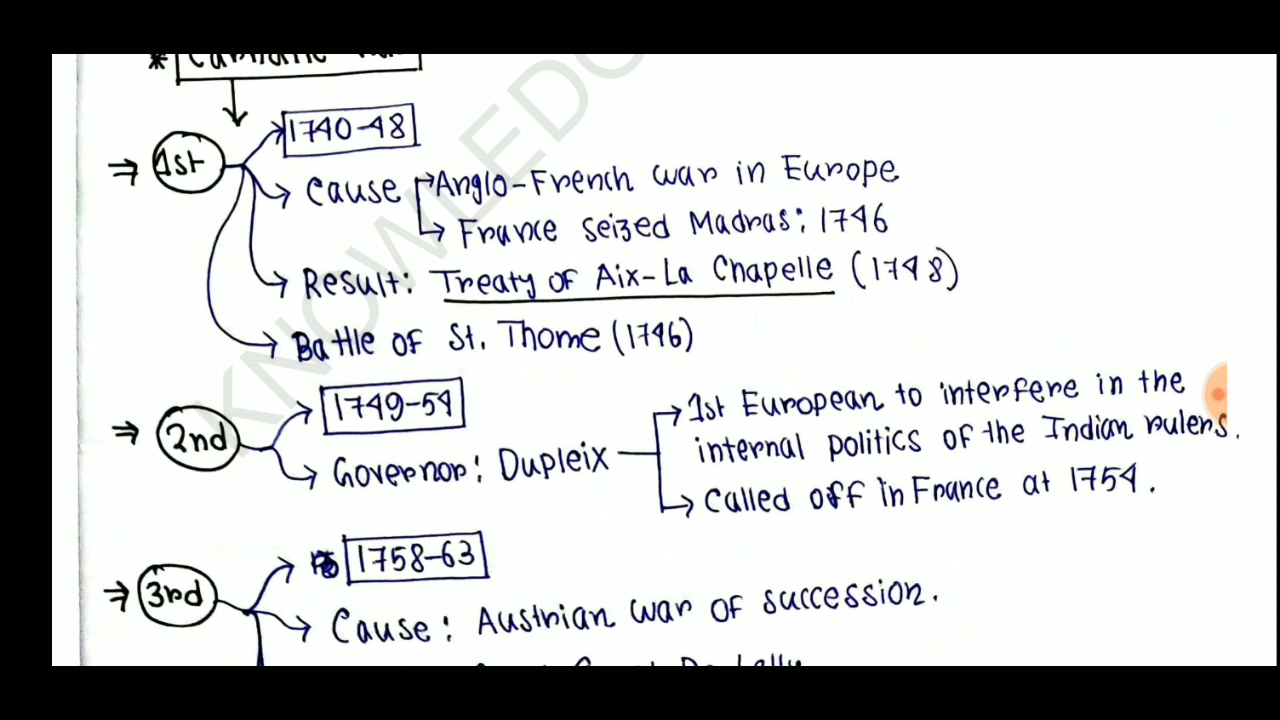 * Carnatic
⇒ 1st → 1740-48
→ Cause → Anglo-French war in Europe
→ France seized Madras: 1746
→ Result: Treaty of Aix-La Chapelle (1748)
→ Battle of St. Thome (1746)
⇒ 2nd → 1749-54
→ 1st European to interfere in the
internal politics of the Indian rulers.
→ Governor: Dupleix
→ Called off in France at 1754.
⇒ 3rd → 1758-63
→ Cause: Austrian war of succession.
KNOWLEDG